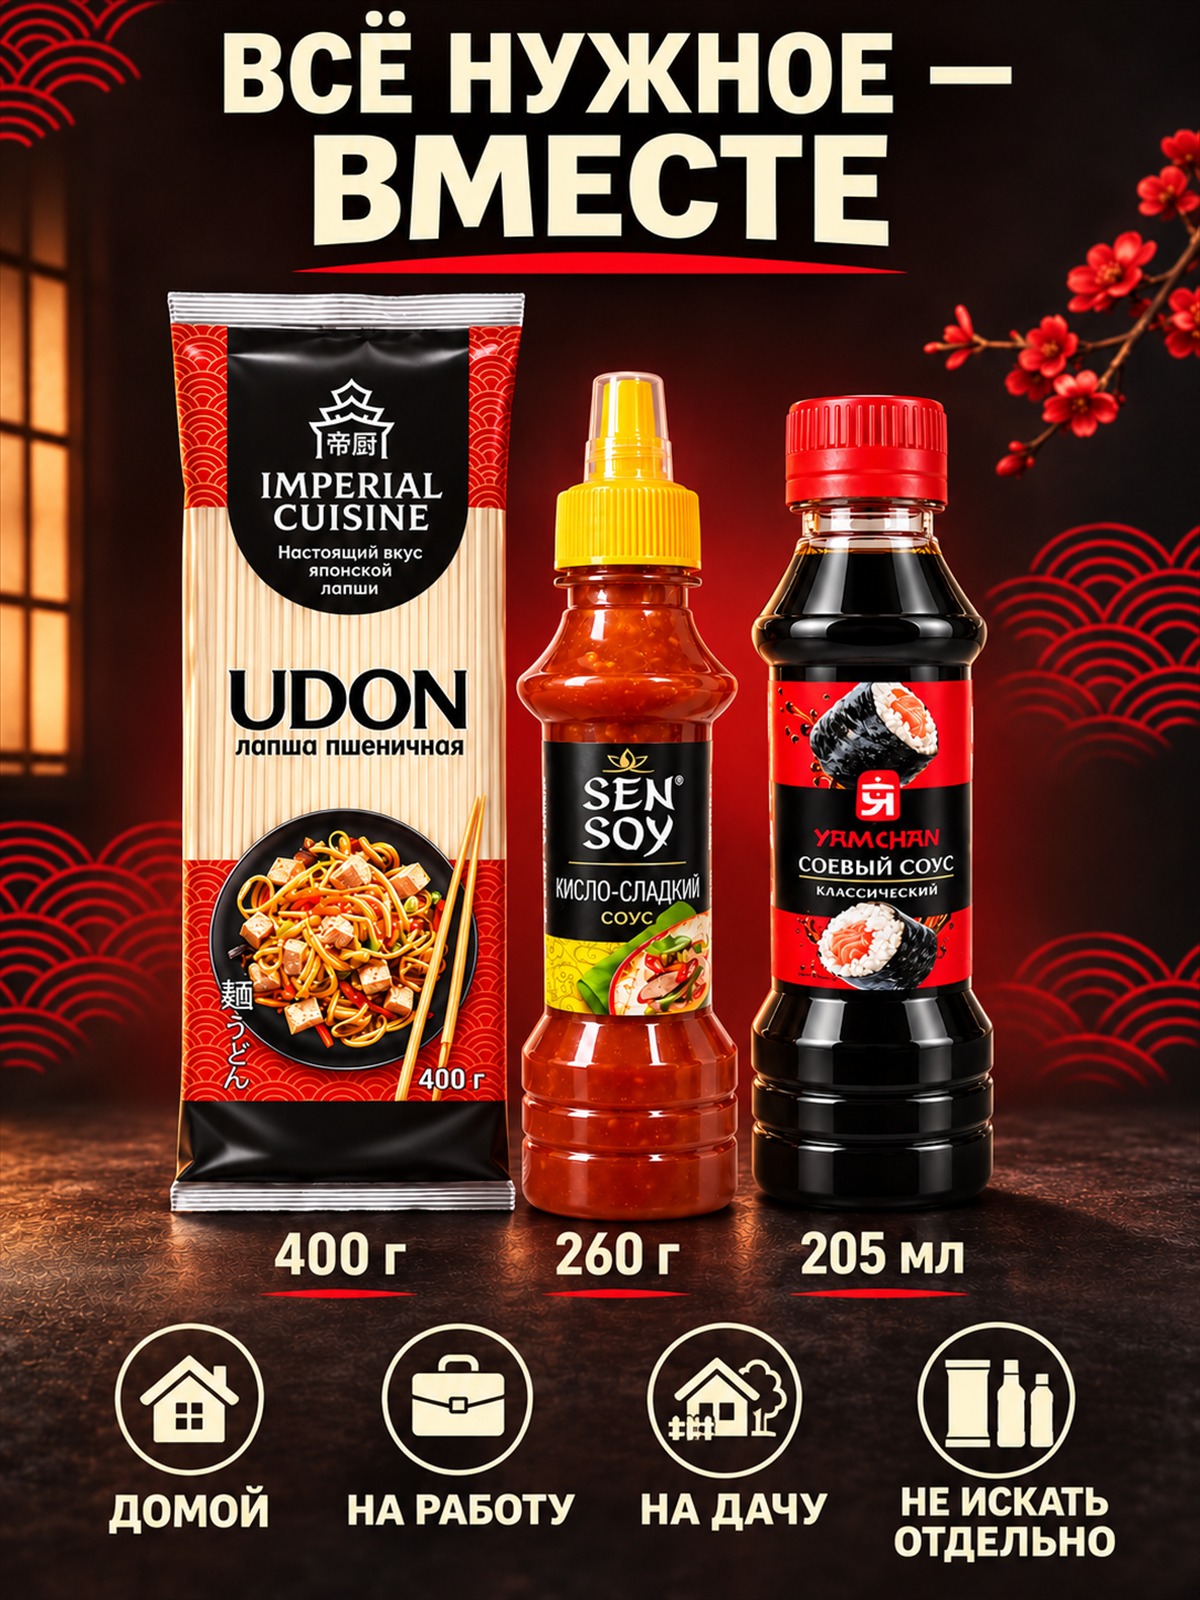 ВСЁ НУЖНОЕ —
ВМЕСТЕ
帝厨
IMPERIAL
CUISINE
Настоящий вкус
японской
лапши
UDON
лапша пшеничная
麺うどん
400 г
SEN®
SOY
КИСЛО-СЛАДКИЙ
СОУС
Я
YAMCHAN
СОЕВЫЙ СОУС
КЛАССИЧЕСКИЙ
400 г
260 г
205 мл
ДОМОЙ
НА РАБОТУ
НА ДАЧУ
НЕ ИСКАТЬ
ОТДЕЛЬНО